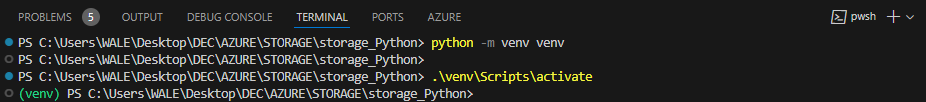 PROBLEMS 5 OUTPUT DEBUG CONSOLE TERMINAL PORTS AZURE pwsh
PS C:\Users\WALE\Desktop\DEC\AZURE\STORAGE\storage_Python> python -m venv venv
PS C:\Users\WALE\Desktop\DEC\AZURE\STORAGE\storage_Python>
PS C:\Users\WALE\Desktop\DEC\AZURE\STORAGE\storage_Python> .\venv\Scripts\activate
(venv) PS C:\Users\WALE\Desktop\DEC\AZURE\STORAGE\storage_Python>